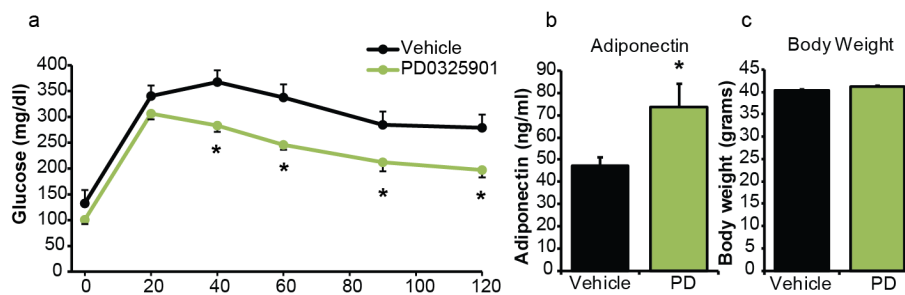 a
Vehicle
PD0325901
Glucose (mg/dl)
400
350
300
250
200
150
100
50
0
* * * *
0 20 40 60 80 100 120
b
Adiponectin
Adiponectin (ng/ml)
90
80
70
60
50
40
30
20
10
0
*
Vehicle PD
c
Body Weight
Body weight (grams)
45
40
35
30
25
20
15
10
5
0
Vehicle PD